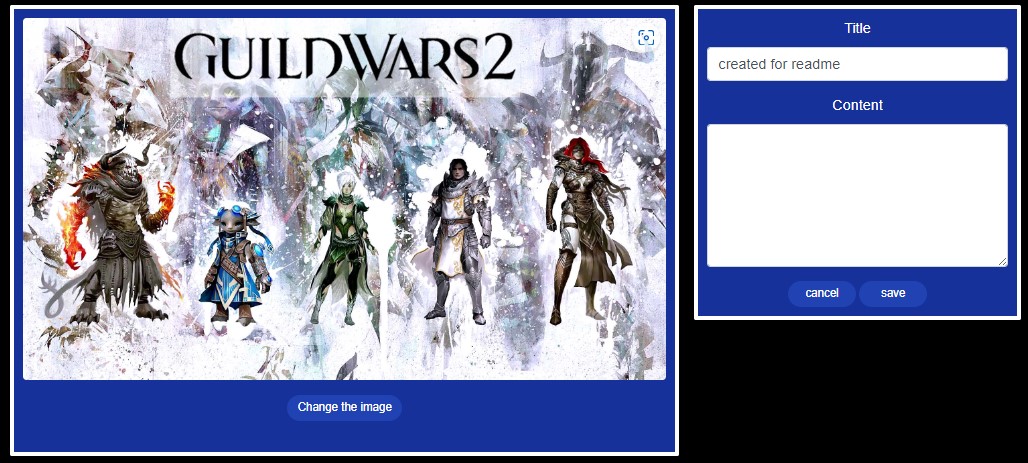 GUILDWARS2
Change the image
Title
created for readme
Content
cancel
save